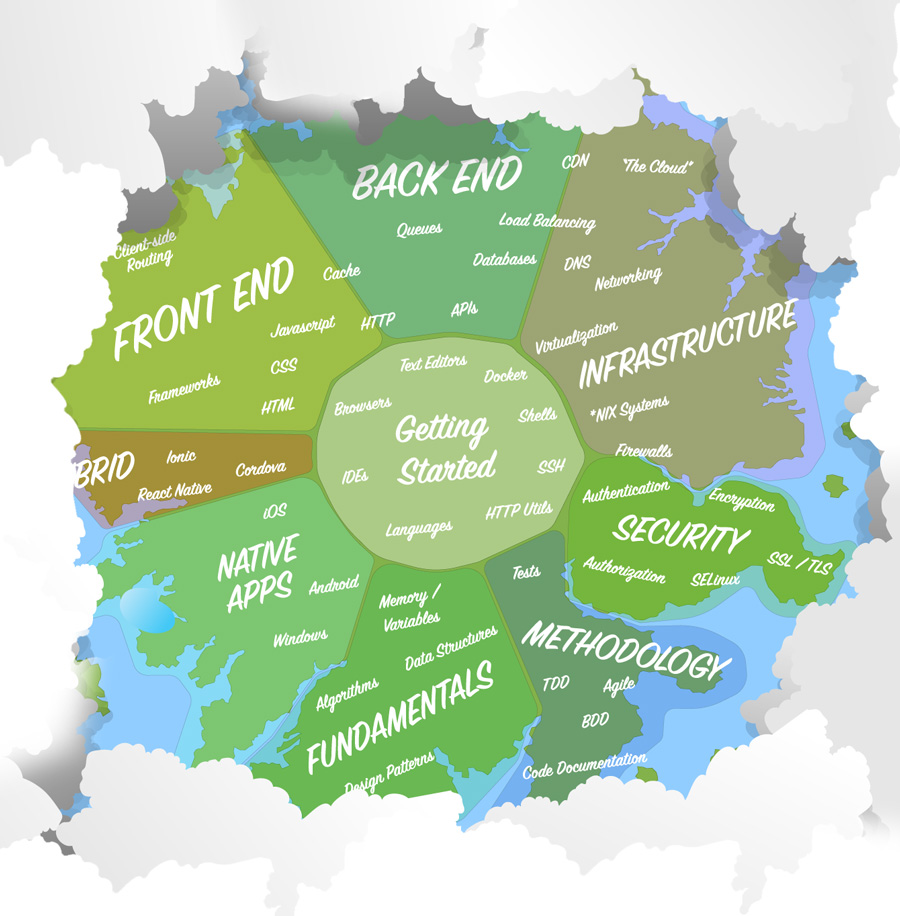 BACK END
CDN
"The Cloud"
Queues
Load Balancing
Databases
APIs
Client-side
Routing
FRONT END
Cache
Javascript
HTTP
CSS
Frameworks
HTML
DNS
Networking
Virtualization
INFRASTRUCTURE
*NIX Systems
Firewalls
Text Editors
Docker
Browsers
Shells
Getting
Started
IDEs
SSH
HTTP Utils
Languages
BRID
Ionic
Cordova
React Native
Authentication
Encryption
SECURITY
SSL / TLS
Authorization
SELinux
iOS
NATIVE
APPS
Android
Windows
Memory /
Variables
Data Structures
Algorithms
FUNDAMENTALS
Design Patterns
Tests
METHODOLOGY
TDD
Agile
BDD
Code Documentation